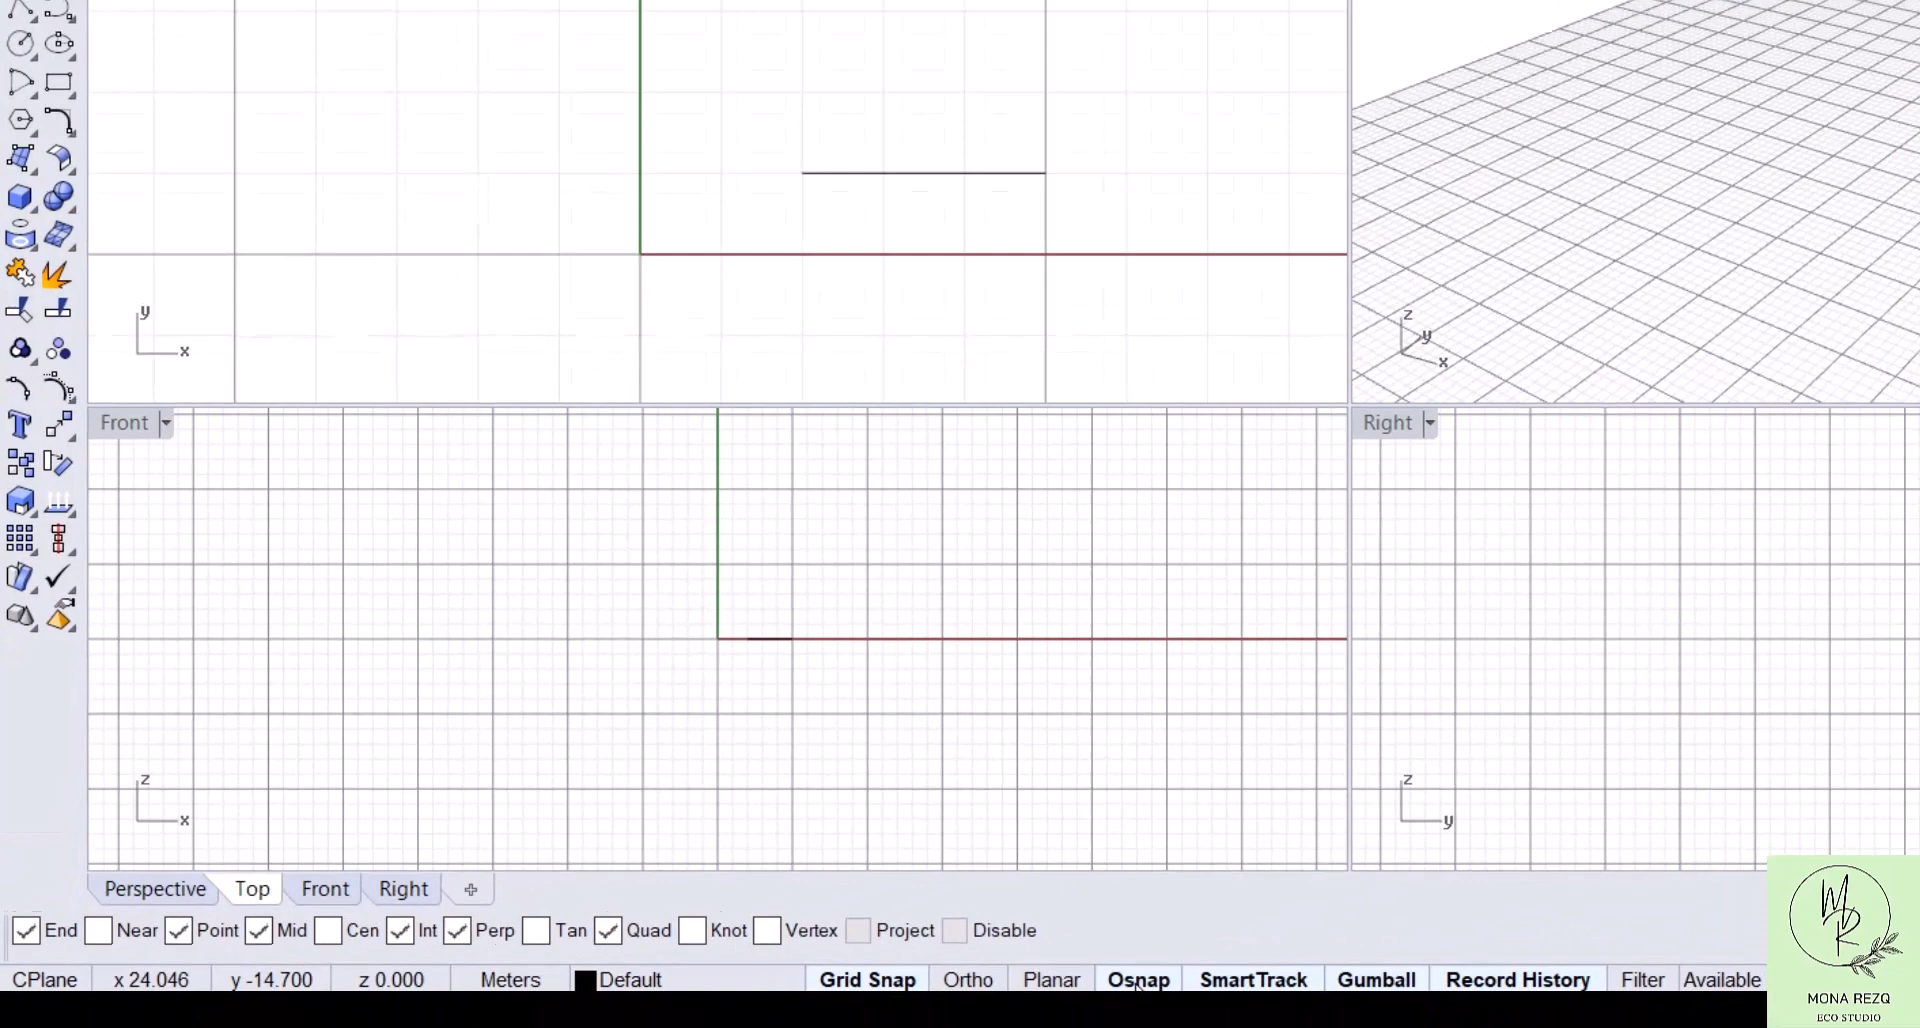 y
x
z
y
x
Front
Right
z
x
z
y
Perspective Top Front Right
End Near Point Mid Cen Int Perp Tan Quad Knot Vertex Project Disable
CPlane x 24.046 y -14.700 z 0.000 Meters Default Grid Snap Ortho Planar Osnap SmartTrack Gumball Record History Filter Available
MR
MONA REZQ
ECO STUDIO